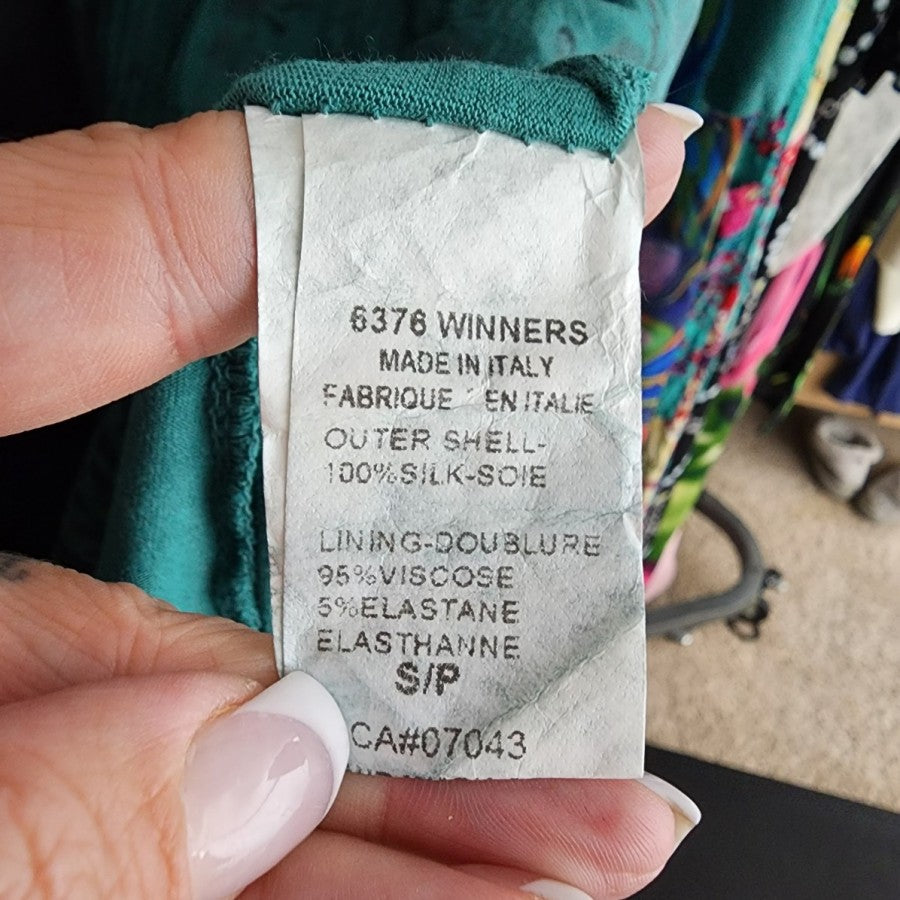 6376 WINNERS
MADE IN ITALY
FABRIQUE EN ITALIE
OUTER SHELL-
100%SILK-SOIE
LINING-DOUBLURE
95%VISCOSE
5%ELASTANE
ELASTHANNE
S/P
CA#07043